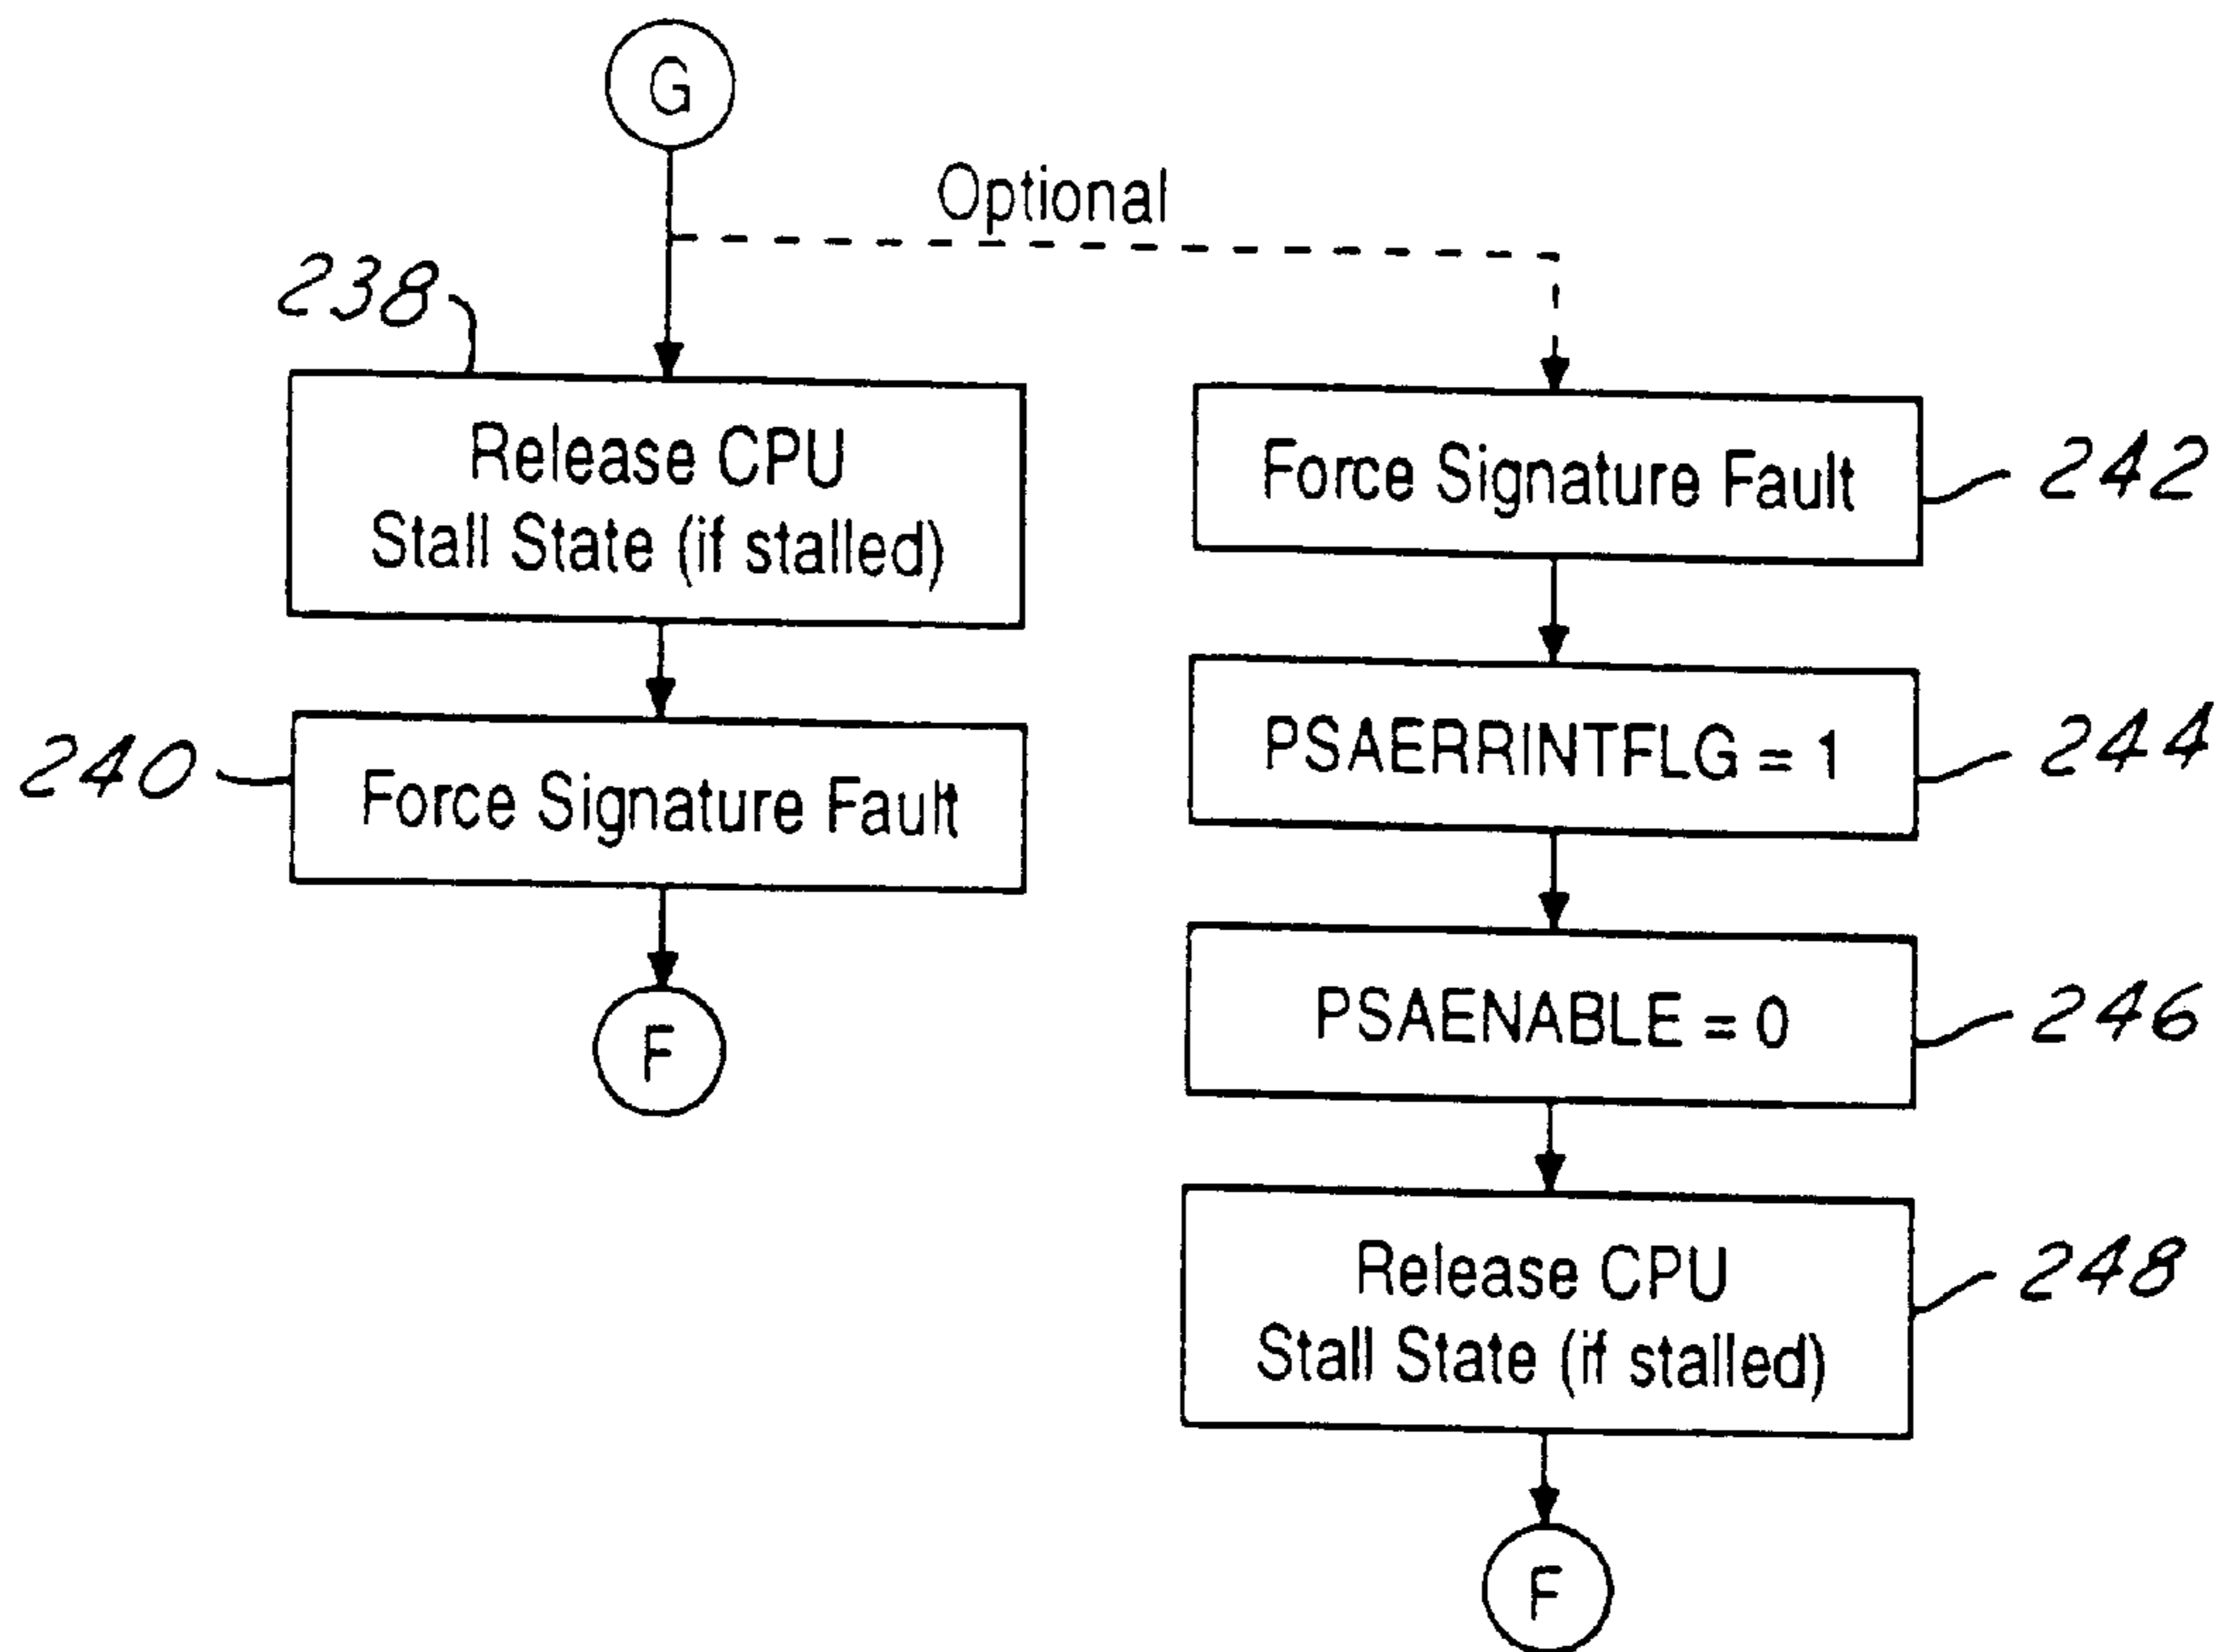 G
Optional
238
Release CPU
Stall State (if stalled)
240
Force Signature Fault
F
Force Signature Fault
242
PSAERRINTFLG = 1
244
PSAENABLE = 0
246
Release CPU
Stall State (if stalled)
248
F